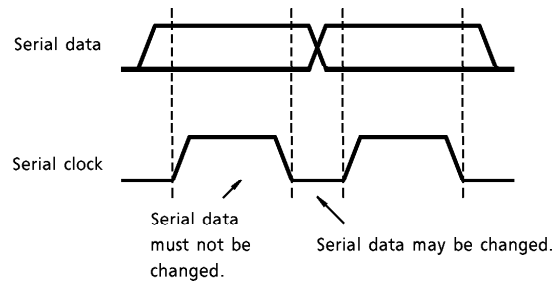 Serial data
Serial clock
Serial data
must not be
changed.
Serial data may be changed.